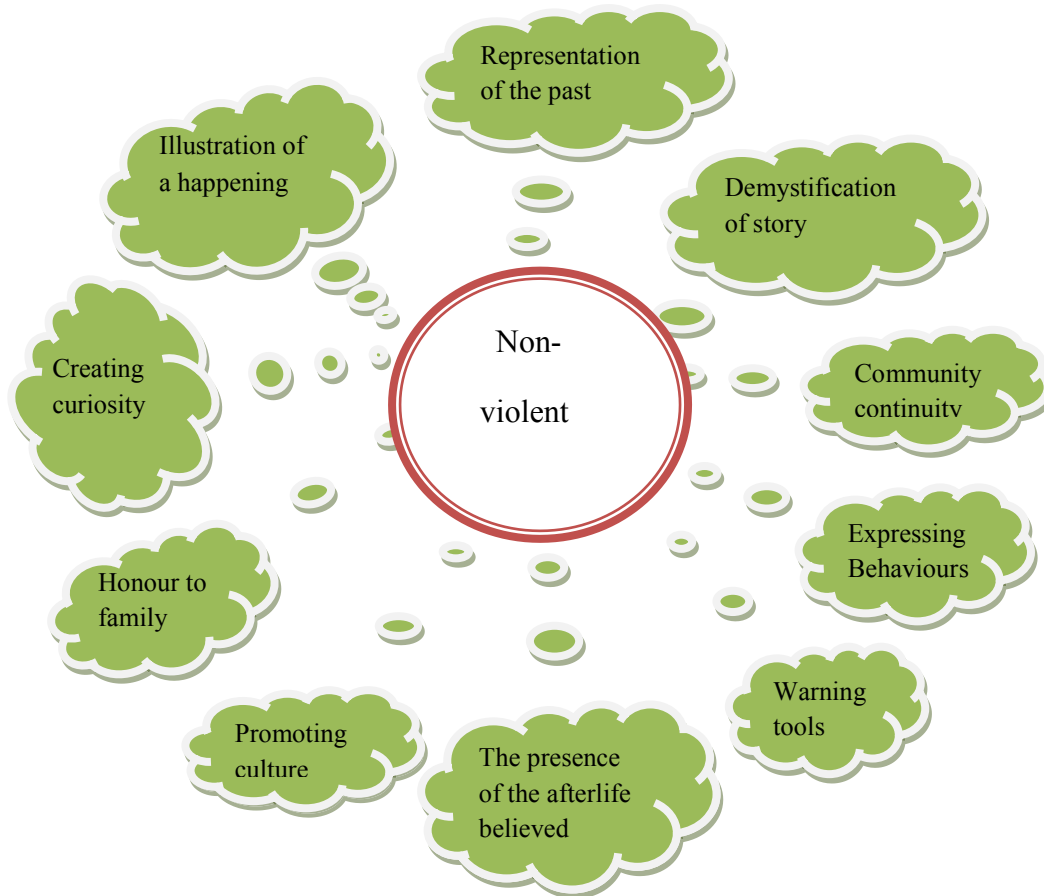 Representation
of the past
Illustration of
a happening
Demystification
of story
Non-
violent
Creating
curiosity
Community
continuity
Expressing
Behaviours
Honour to
family
Warning
tools
Promoting
culture
The presence
of the afterlife
believed